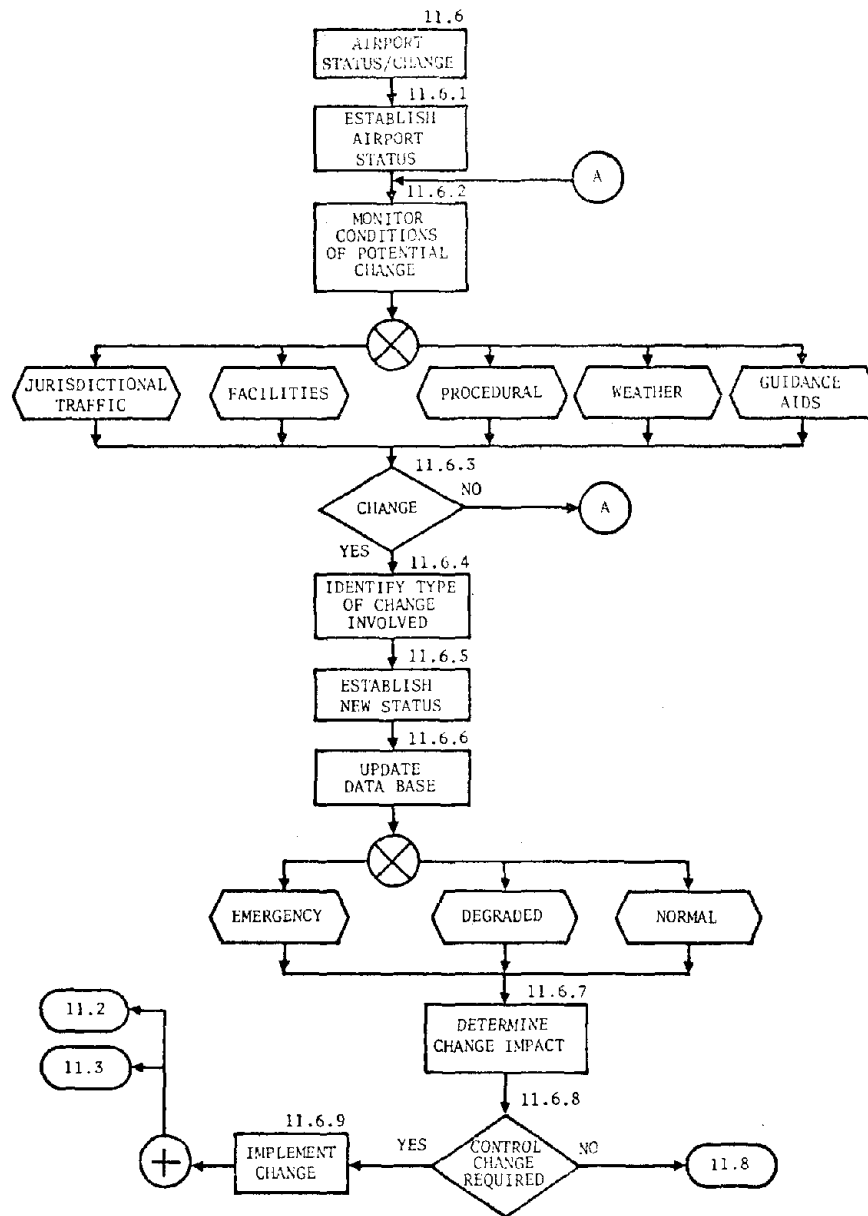 11.6
AIRPORT
STATUS/CHANGE
11.6.1
ESTABLISH
AIRPORT
STATUS
A
11.6.2
MONITOR
CONDITIONS
OF POTENTIAL
CHANGE
JURISDICTIONAL
TRAFFIC
FACILITIES
PROCEDURAL
WEATHER
GUIDANCE
AIDS
11.6.3
CHANGE
NO
A
YES
11.6.4
IDENTIFY TYPE
OF CHANGE
INVOLVED
11.6.5
ESTABLISH
NEW STATUS
11.6.6
UPDATE
DATA BASE
EMERGENCY
DEGRADED
NORMAL
11.6.7
DETERMINE
CHANGE IMPACT
11.2
11.3
11.6.8
CONTROL
CHANGE
REQUIRED
YES
NO
11.6.9
IMPLEMENT
CHANGE
11.8